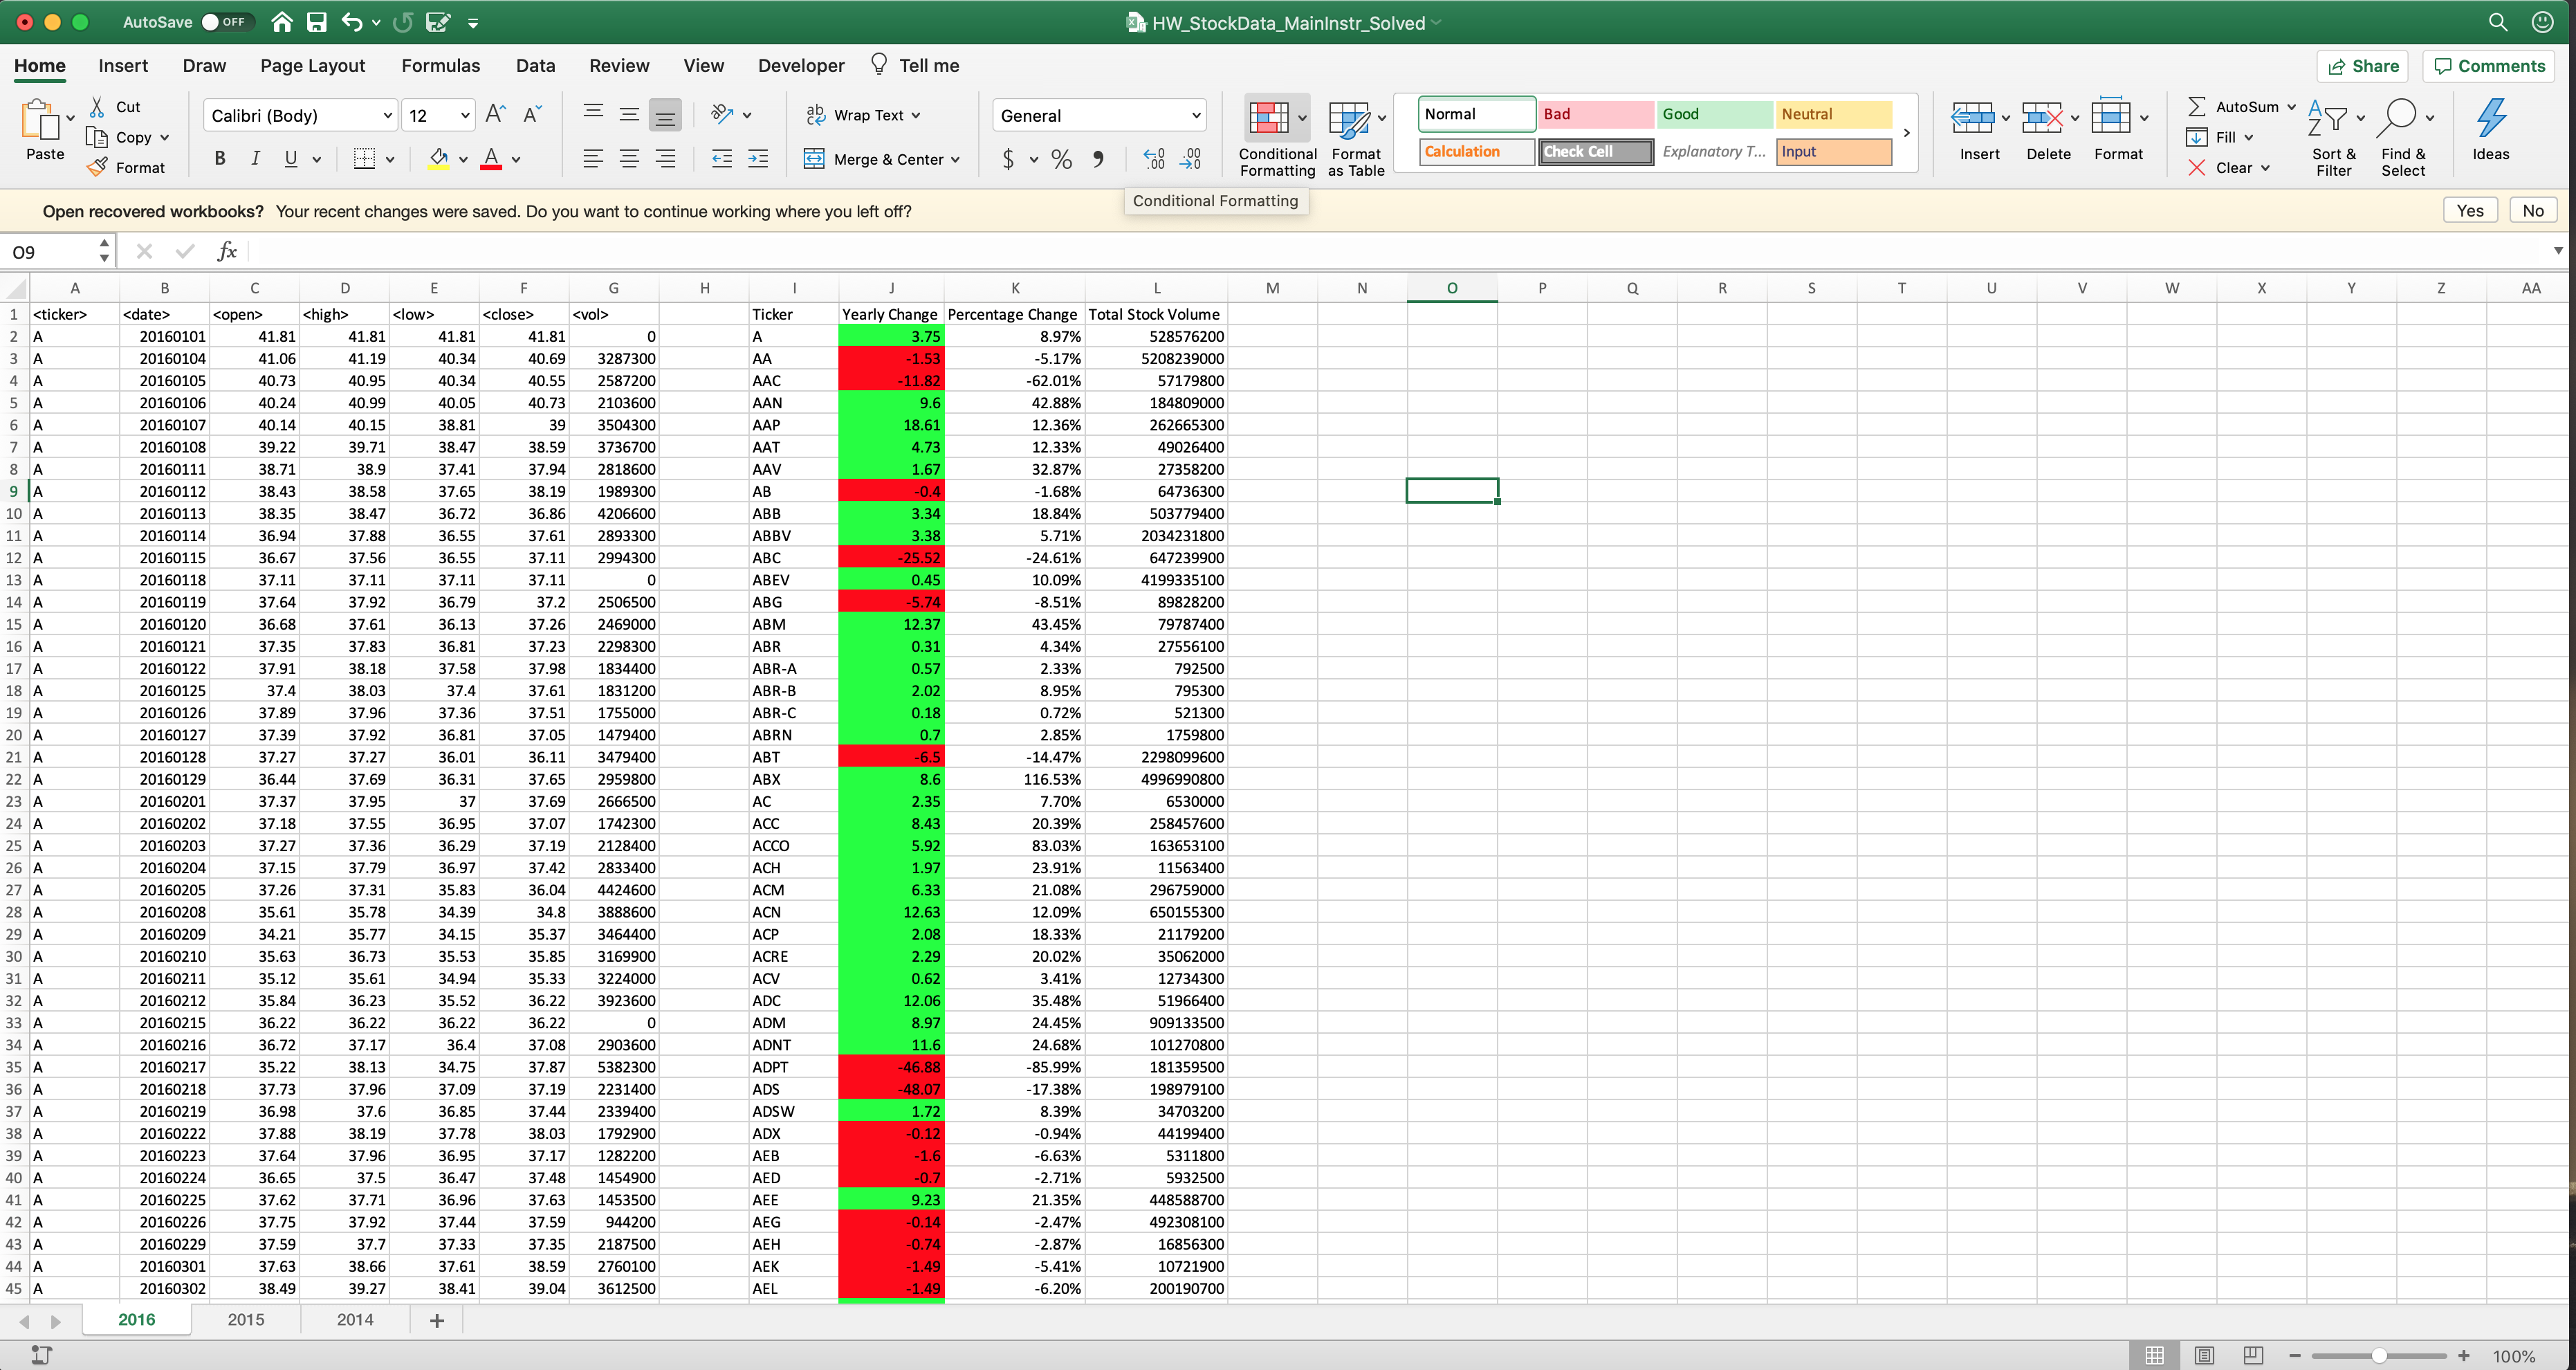 AutoSave OFF HW_StockData_MainInstr_Solved
Home Insert Draw Page Layout Formulas Data Review View Developer Tell me Share Comments
Paste Cut Copy Format Calibri (Body) 12 Wrap Text Merge & Center General Conditional Formatting Format as Table Normal Bad Good Neutral Calculation Check Cell Explanatory T... Input Insert Delete Format AutoSum Fill Clear Sort & Filter Find & Select Ideas
Conditional Formatting
Open recovered workbooks? Your recent changes were saved. Do you want to continue working where you left off? Yes No
O9 fx
A B C D E F G H I J K L M N O P Q R S T U V W X Y Z AA
1 <ticker> <date> <open> <high> <low> <close> <vol> Ticker Yearly Change Percentage Change Total Stock Volume
2 A 20160101 41.81 41.81 41.81 41.81 0 A 3.75 8.97% 528576200
3 A 20160104 41.06 41.19 40.34 40.69 3287300 AA -1.53 -5.17% 5208239000
4 A 20160105 40.73 40.95 40.34 40.55 2587200 AAC -11.82 -62.01% 57179800
5 A 20160106 40.24 40.99 40.05 40.73 2103600 AAN 9.6 42.88% 184809000
6 A 20160107 40.14 40.15 38.81 39 3504300 AAP 18.61 12.36% 262665300
7 A 20160108 39.22 39.71 38.47 38.59 3736700 AAT 4.73 12.33% 49026400
8 A 20160111 38.71 38.9 37.41 37.94 2818600 AAV 1.67 32.87% 27358200
9 A 20160112 38.43 38.58 37.65 38.19 1989300 AB -0.4 -1.68% 64736300
10 A 20160113 38.35 38.47 36.72 36.86 4206600 ABB 3.34 18.84% 503779400
11 A 20160114 36.94 37.88 36.55 37.61 2893300 ABBV 3.38 5.71% 2034231800
12 A 20160115 36.67 37.56 36.55 37.11 2994300 ABC -25.52 -24.61% 647239900
13 A 20160118 37.11 37.11 37.11 37.11 0 ABEV 0.45 10.09% 4199335100
14 A 20160119 37.64 37.92 36.79 37.2 2506500 ABG -5.74 -8.51% 89828200
15 A 20160120 36.68 37.61 36.13 37.26 2469000 ABM 12.37 43.45% 79787400
16 A 20160121 37.35 37.83 36.81 37.23 2298300 ABR 0.31 4.34% 27556100
17 A 20160122 37.91 38.18 37.58 37.98 1834400 ABR-A 0.57 2.33% 792500
18 A 20160125 37.4 38.03 37.4 37.61 1831200 ABR-B 2.02 8.95% 795300
19 A 20160126 37.89 37.96 37.36 37.51 1755000 ABR-C 0.18 0.72% 521300
20 A 20160127 37.39 37.92 36.81 37.05 1479400 ABRN 0.7 2.85% 1759800
21 A 20160128 37.27 37.27 36.01 36.11 3479400 ABT -6.5 -14.47% 2298099600
22 A 20160129 36.44 37.69 36.31 37.65 2959800 ABX 8.6 116.53% 4996990800
23 A 20160201 37.37 37.95 37 37.69 2666500 AC 2.35 7.70% 6530000
24 A 20160202 37.18 37.55 36.95 37.07 1742300 ACC 8.43 20.39% 258457600
25 A 20160203 37.27 37.36 36.29 37.19 2128400 ACCO 5.92 83.03% 163653100
26 A 20160204 37.15 37.79 36.97 37.42 2833400 ACH 1.97 23.91% 11563400
27 A 20160205 37.26 37.31 35.83 36.04 4424600 ACM 6.33 21.08% 296759000
28 A 20160208 35.61 35.78 34.39 34.8 3888600 ACN 12.63 12.09% 650155300
29 A 20160209 34.21 35.77 34.15 35.37 3464400 ACP 2.08 18.33% 21179200
30 A 20160210 35.63 36.73 35.53 35.85 3169900 ACRE 2.29 20.02% 35062000
31 A 20160211 35.12 35.61 34.94 35.33 3224000 ACV 0.62 3.41% 12734300
32 A 20160212 35.84 36.23 35.52 36.22 3923600 ADC 12.06 35.48% 51966400
33 A 20160215 36.22 36.22 36.22 36.22 0 ADM 8.97 24.45% 909133500
34 A 20160216 36.72 37.17 36.4 37.08 2903600 ADNT 11.6 24.68% 101270800
35 A 20160217 35.22 38.13 34.75 37.87 5382300 ADPT -46.88 -85.99% 181359500
36 A 20160218 37.73 37.96 37.09 37.19 2231400 ADS -48.07 -17.38% 198979100
37 A 20160219 36.98 37.6 36.85 37.44 2339400 ADSW 1.72 8.39% 34703200
38 A 20160222 37.88 38.19 37.78 38.03 1792900 ADX -0.12 -0.94% 44199400
39 A 20160223 37.64 37.96 36.95 37.17 1282200 AEB -1.6 -6.63% 5311800
40 A 20160224 36.65 37.5 36.47 37.48 1454900 AED -0.7 -2.71% 5932500
41 A 20160225 37.62 37.71 36.96 37.63 1453500 AEE 9.23 21.35% 448588700
42 A 20160226 37.75 37.92 37.44 37.59 944200 AEG -0.14 -2.47% 492308100
43 A 20160229 37.59 37.7 37.33 37.35 2187500 AEH -0.74 -2.87% 16856300
44 A 20160301 37.63 38.66 37.61 38.59 2760100 AEK -1.49 -5.41% 10721900
45 A 20160302 38.49 39.27 38.41 39.04 3612500 AEL -1.49 -6.20% 200190700
2016 2015 2014 +
100%